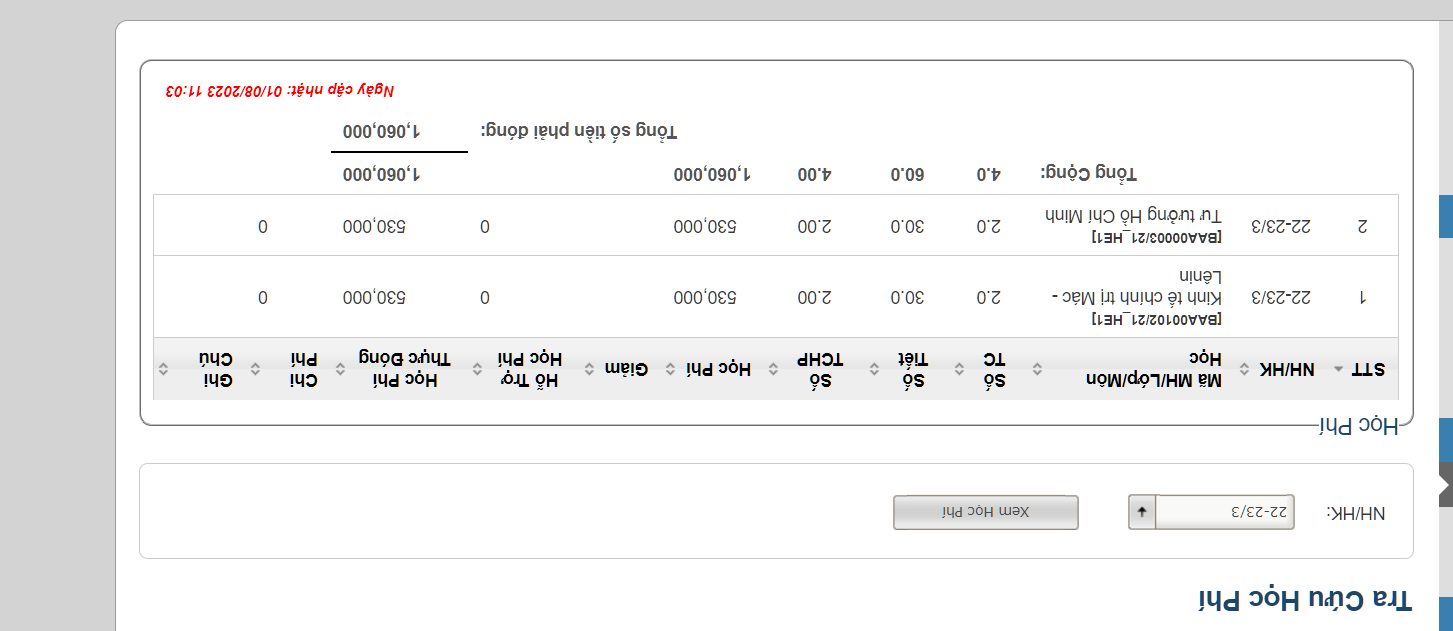 Tra Cứu Học Phí
NH/HK: 22-23/3 Xem Học Phí
Học Phí
STT NH/HK Mã MH/Lớp/Môn Học Số TC Số Tiết Số TCHP Học Phí Giảm Hỗ Trợ Học Phí Học Phí Thực Đóng Chi Phí Ghi Chú
1 22-23/3 [BAA00102/21_HE1] Kinh tế chính trị Mác - Lênin 2.0 30.0 2.00 530,000 0 530,000 0
2 22-23/3 [BAA00003/21_HE1] Tư tưởng Hồ Chí Minh 2.0 30.0 2.00 530,000 0 530,000 0
Tổng Cộng: 4.0 60.0 4.00 1,060,000 1,060,000
Tổng số tiền phải đóng: 1,060,000
Ngày cập nhật: 01/08/2023 11:03